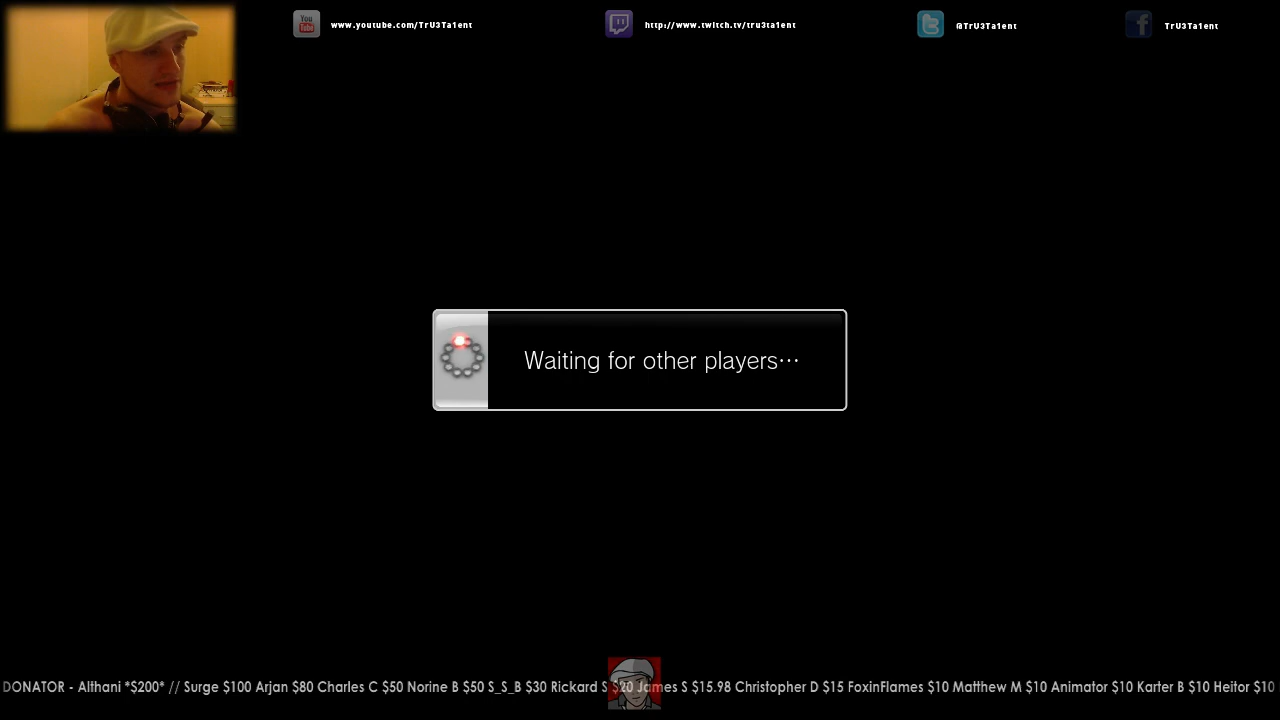 You
Tube
www.youtube.com/TrU3Ta1ent
http://www.twitch.tv/tru3ta1ent
@TrU3Ta1ent
TrU3Ta1ent
Waiting for other players…
DONATOR - Althani *$200* // Surge $100 Arjan $80 Charles C $50 Norine B $50 S_S_B $30 Rickard S $20 James S $15.98 Christopher D $15 FoxinFlames $10 Matthew M $10 Animator $10 Karter B $10 Heitor $10